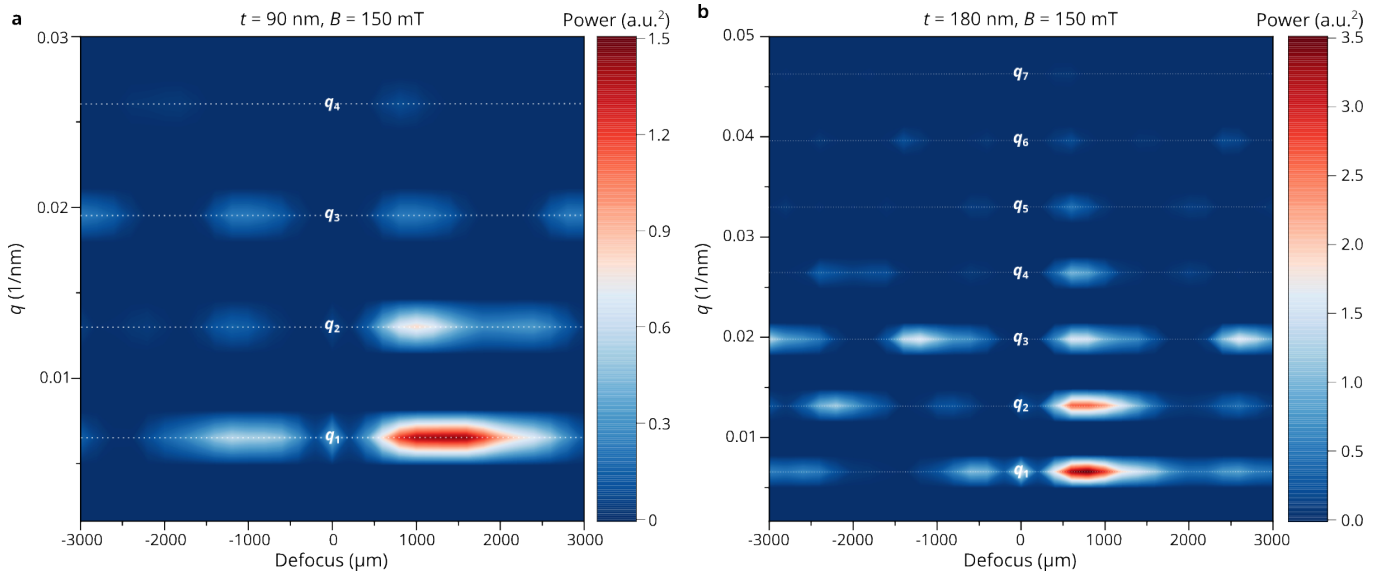 a
t = 90 nm, B = 150 mT
Power (a.u.²)
0.03
0.02
0.01
q (1/nm)
q₄
q₃
q₂
q₁
-3000
-2000
-1000
0
1000
2000
3000
Defocus (μm)
1.5
1.2
0.9
0.6
0.3
0
b
t = 180 nm, B = 150 mT
Power (a.u.²)
0.05
0.04
0.03
0.02
0.01
q (1/nm)
q₇
q₆
q₅
q₄
q₃
q₂
q₁
-3000
-2000
-1000
0
1000
2000
3000
Defocus (μm)
3.5
3.0
2.5
2.0
1.5
1.0
0.5
0.0